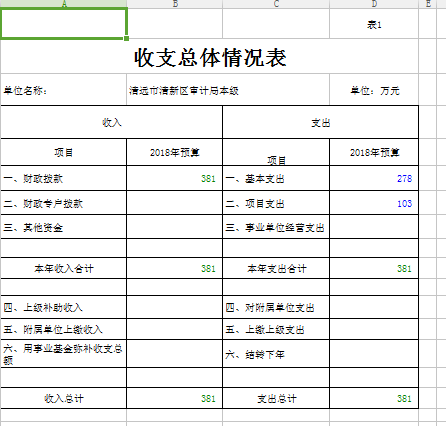 A B C D E
表1
收支总体情况表
单位名称: 清远市清新区审计局本级 单位: 万元
收入 支出
项目 2018年预算 项目 2018年预算
一、财政拨款 381 一、基本支出 278
二、财政专户拨款 二、项目支出 103
三、其他资金 三、事业单位经营支出
本年收入合计 381 本年支出合计 381
四、上级补助收入 四、对附属单位支出
五、附属单位上缴收入 五、上缴上级支出
六、用事业基金弥补收支总
额 六、结转下年
收入总计 381 支出总计 381